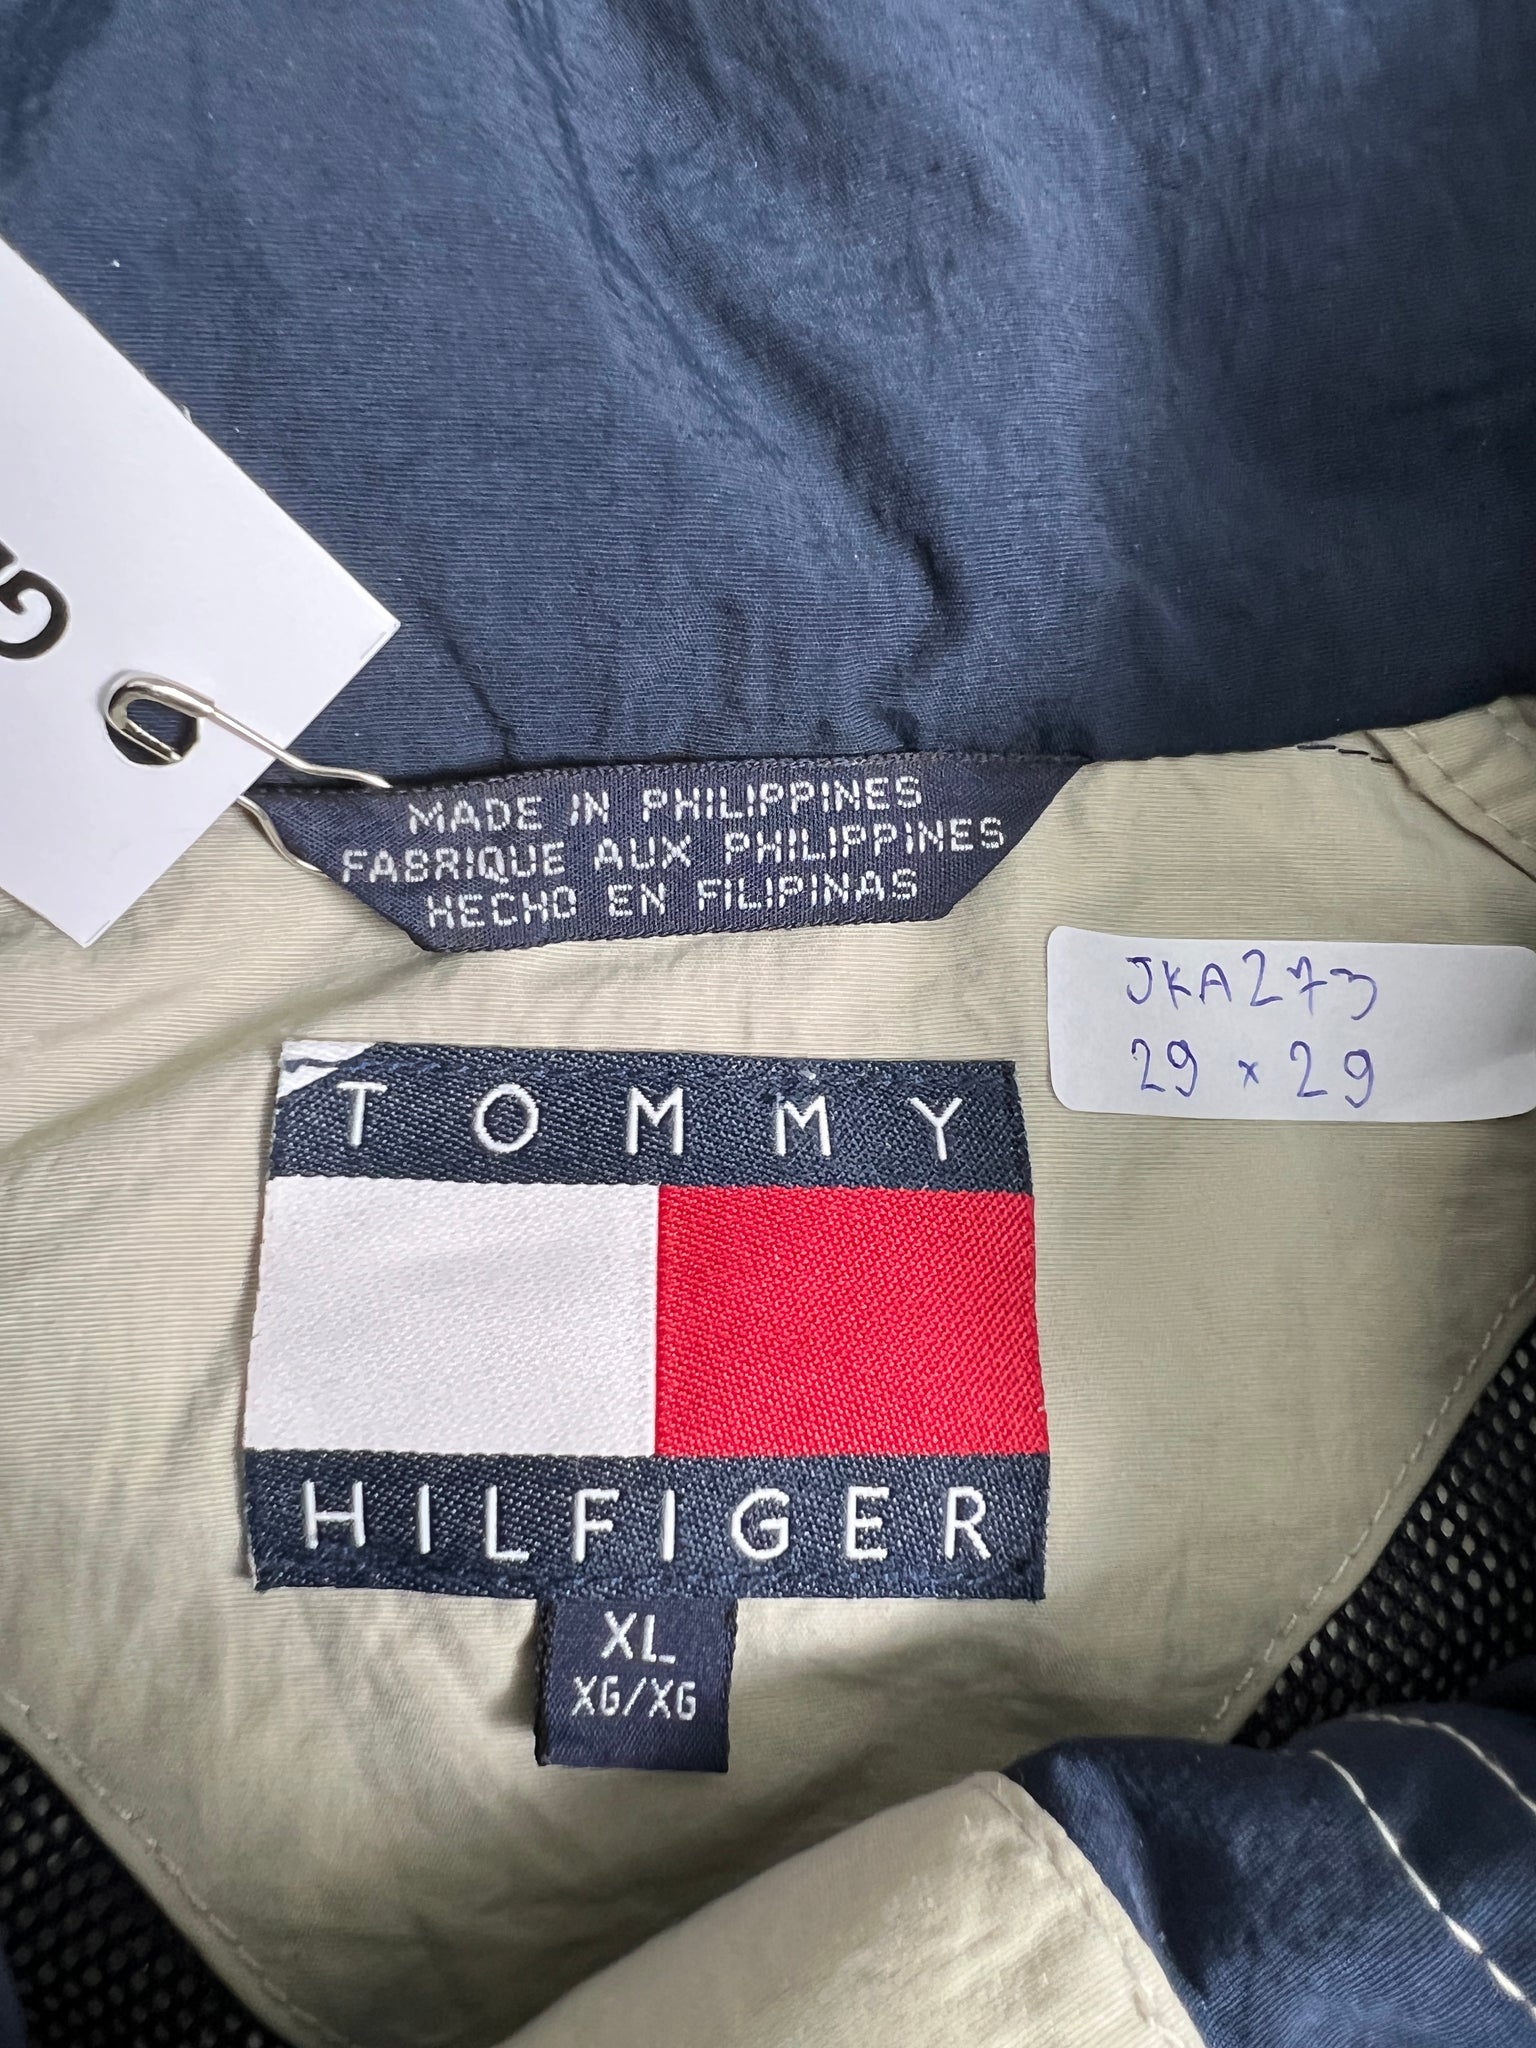 MADE IN PHILIPPINES
FABRIQUE AUX PHILIPPINES
HECHO EN FILIPINAS
JKA273
29 x 29
TOMMY
HILFIGER
XL
XG/XG